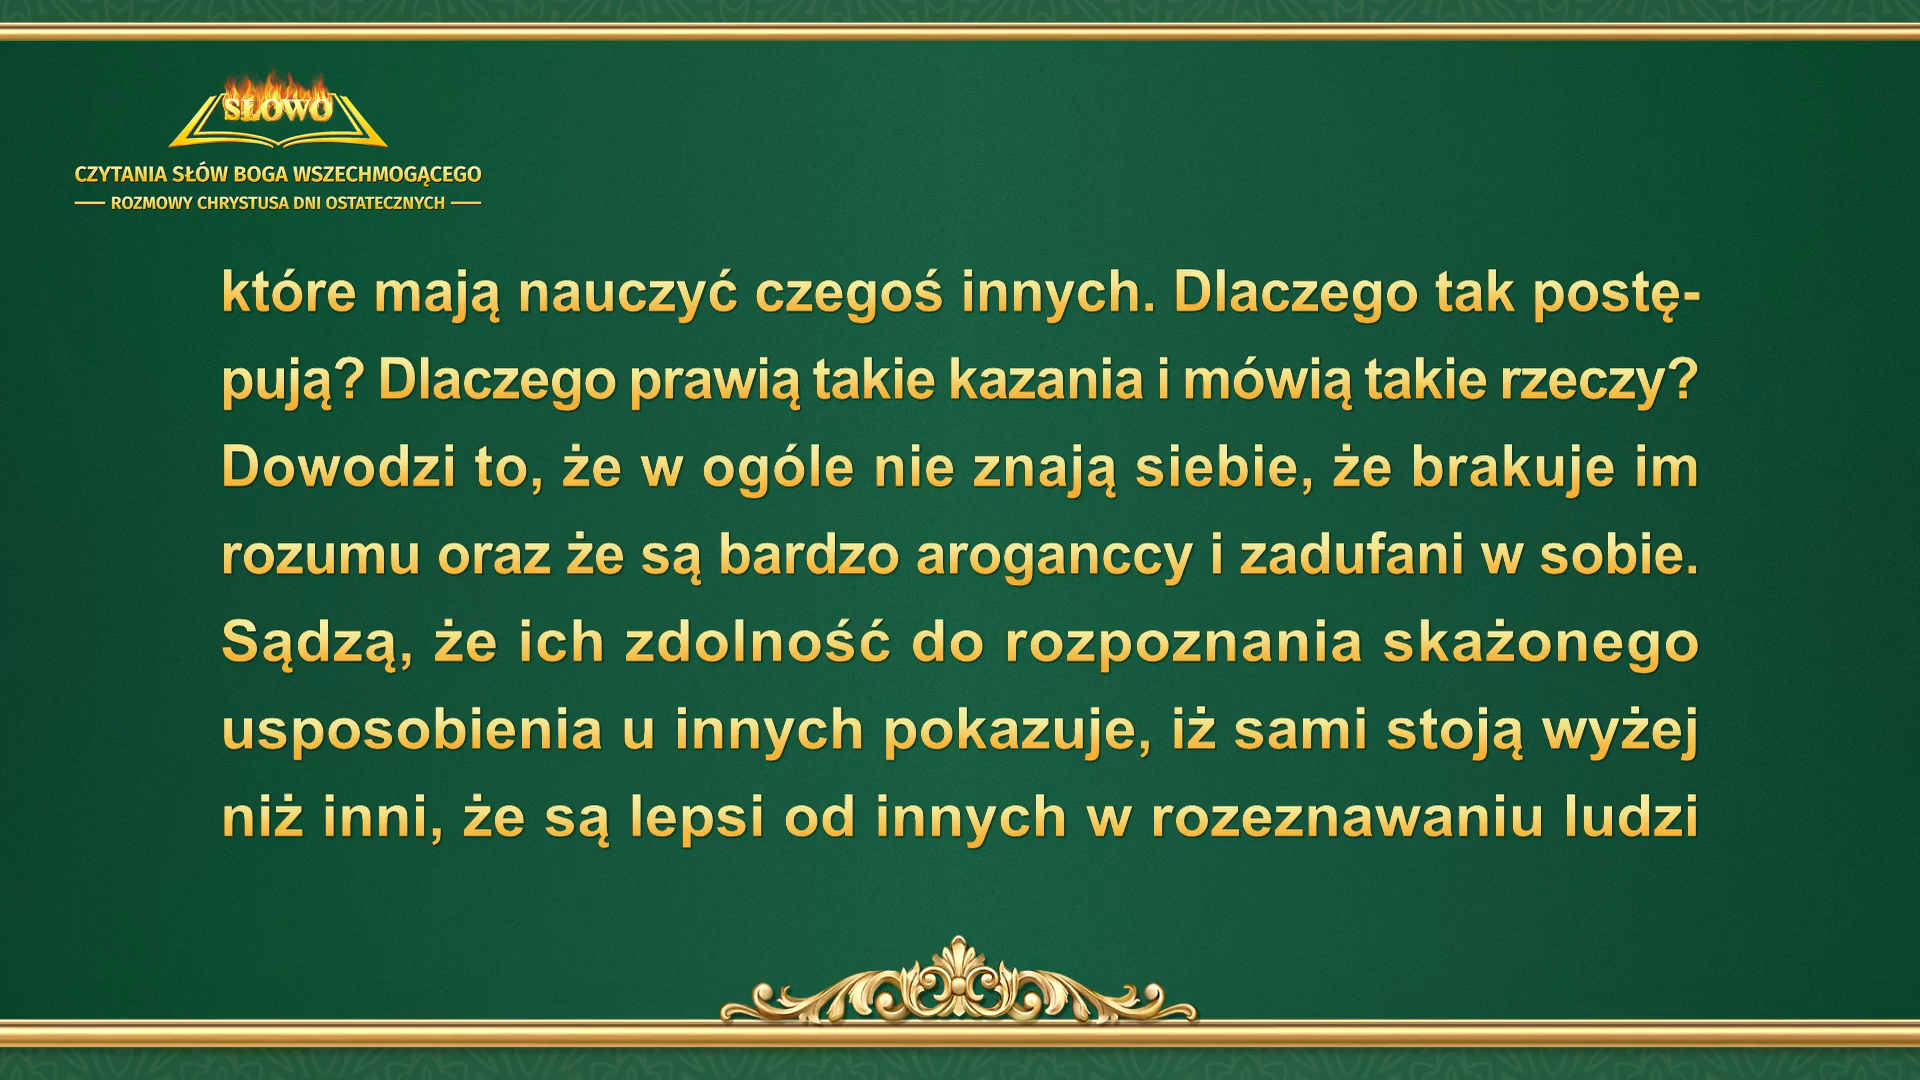 SŁOWO
CZYTANIA SŁÓW BOGA WSZECHMOGĄCEGO
ROZMOWY CHRYSTUSA DNI OSTATECZNYCH
które mają nauczyć czegoś innych. Dlaczego tak postę-
pują? Dlaczego prawią takie kazania i mówią takie rzeczy?
Dowodzi to, że w ogóle nie znają siebie, że brakuje im
rozumu oraz że są bardzo aroganccy i zadufani w sobie.
Sądzą, że ich zdolność do rozpoznania skażonego
usposobienia u innych pokazuje, iż sami stoją wyżej
niż inni, że są lepsi od innych w rozeznawaniu ludzi